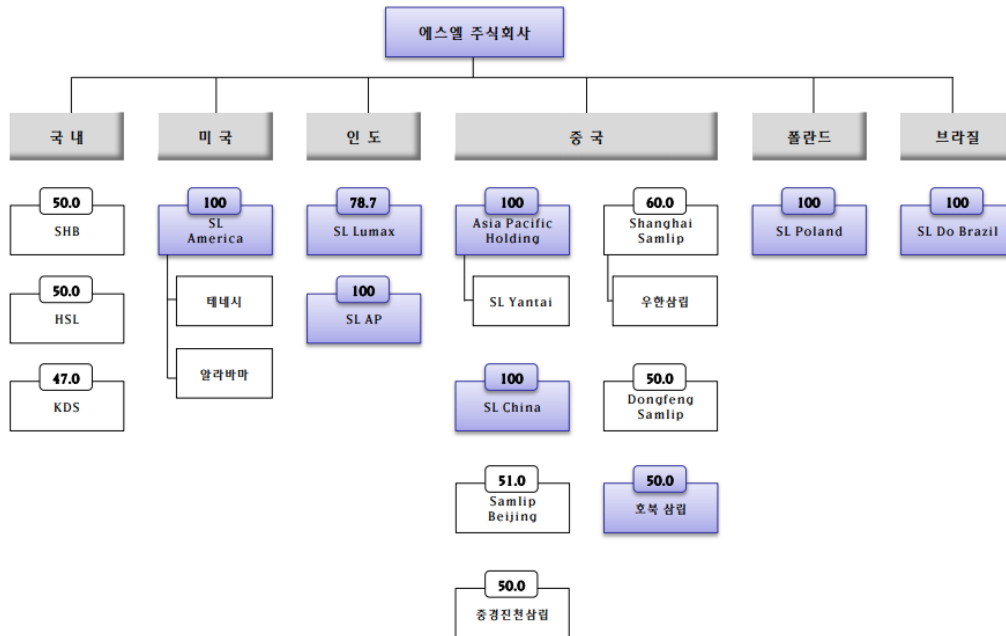 에스엘 주식회사
국 내
미 국
인 도
중 국
폴란드
브라질
50.0
SHB
50.0
HSL
47.0
KDS
100
SL
America
테네시
알라바마
78.7
SL Lumax
100
SL AP
100
Asia Pacific
Holding
SL Yantai
100
SL China
51.0
Samlip
Beijing
50.0
중경진천삼립
60.0
Shanghai
Samlip
우한삼립
50.0
Dongfeng
Samlip
50.0
호북 삼립
100
SL Poland
100
SL Do Brazil